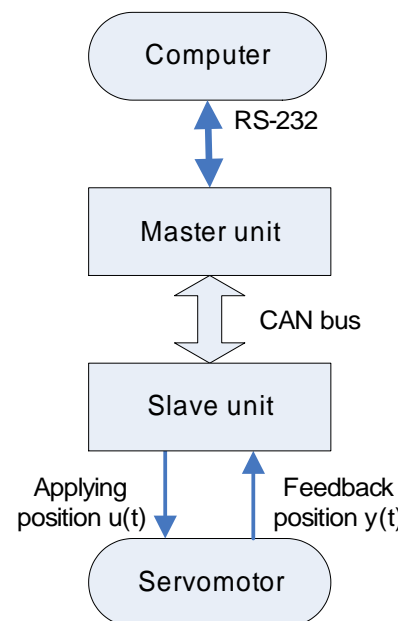 Computer
RS-232
Master unit
CAN bus
Slave unit
Applying
position u(t)
Feedback
position y(t)
Servomotor